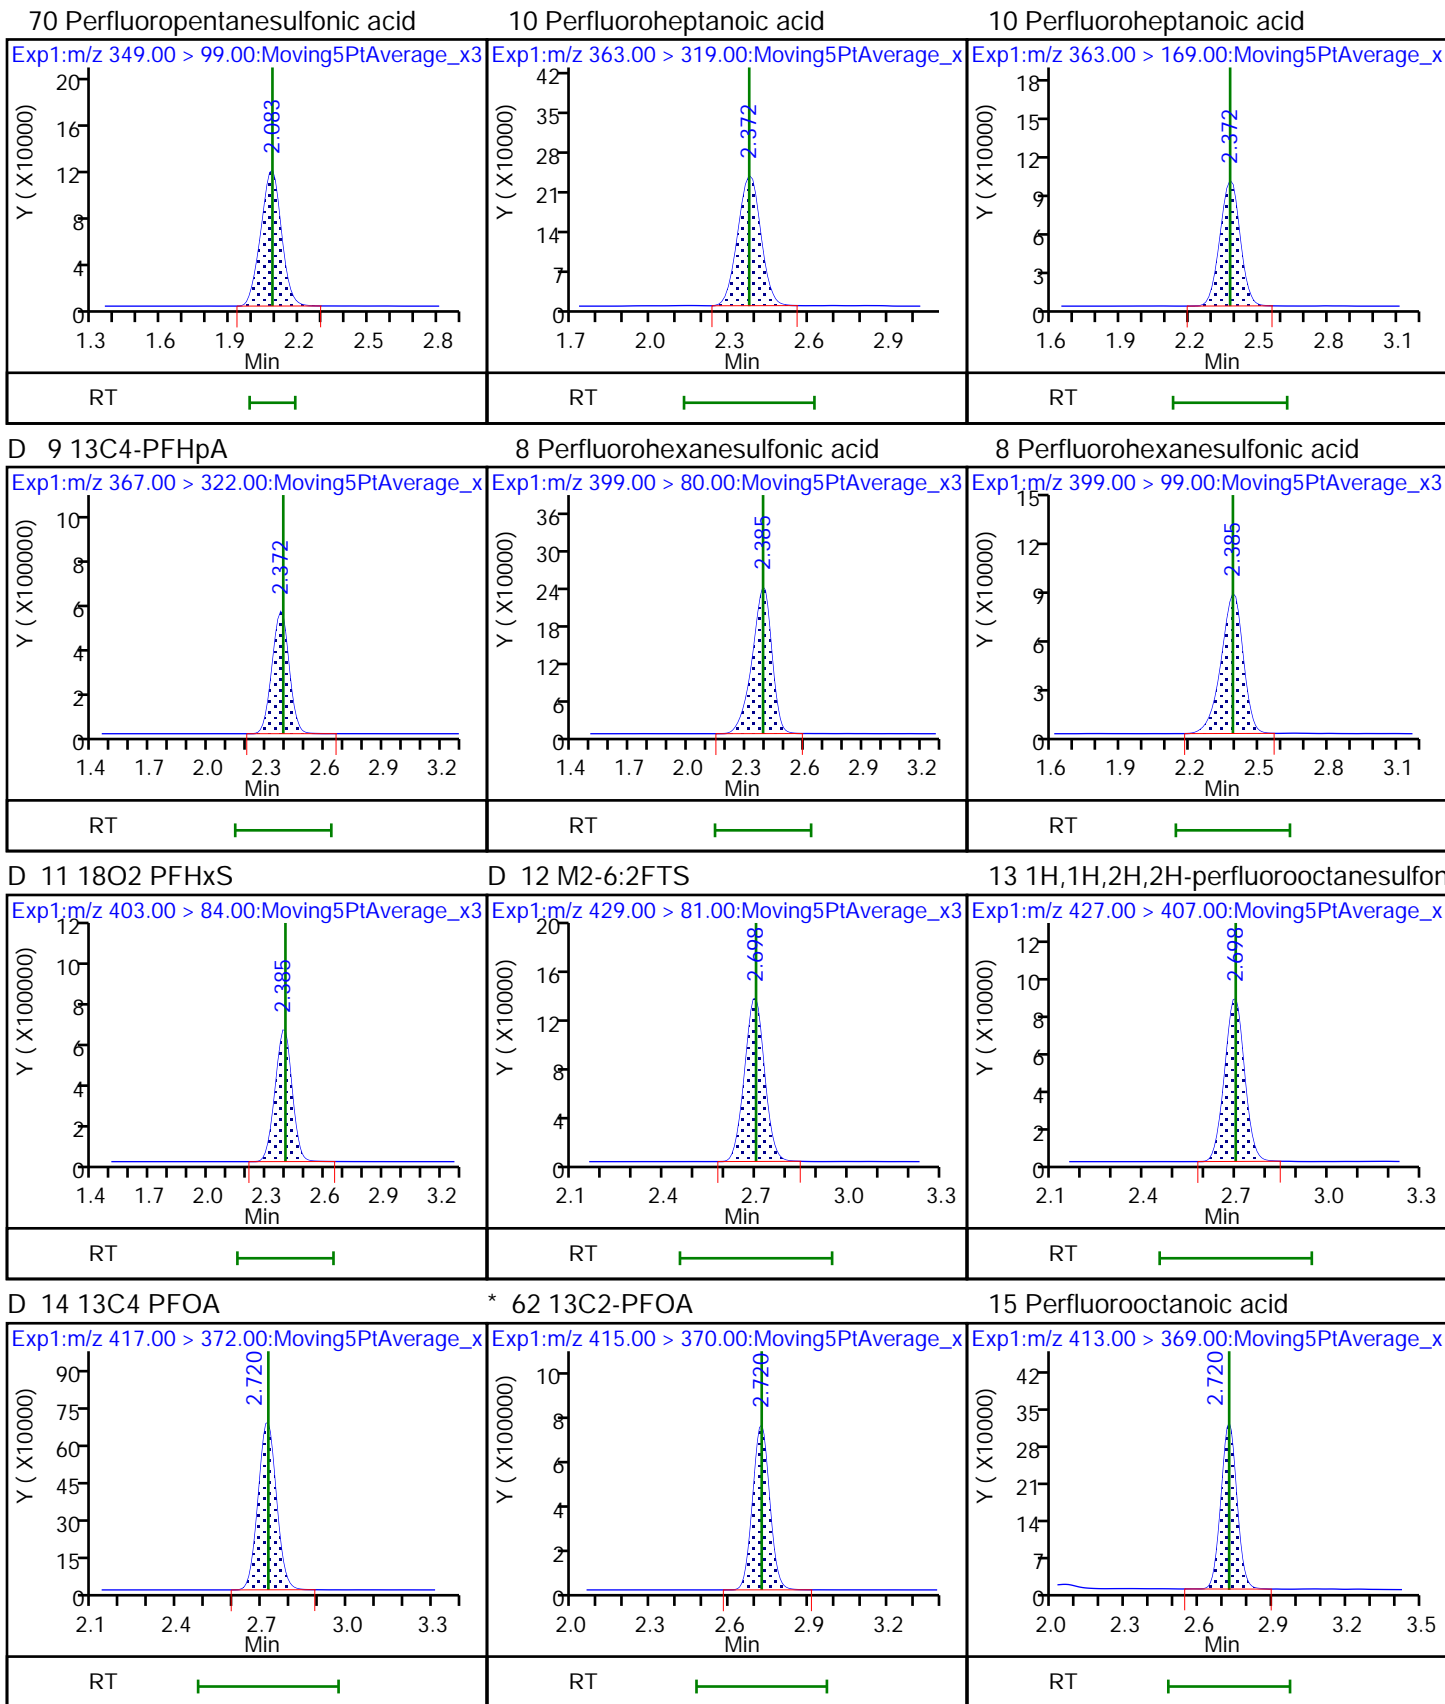 70 Perfluoropentanesulfonic acid
Exp1:m/z 349.00 > 99.00:Moving5PtAverage_x3
Y ( X10000)
20
16
12
8
4
0
2.083
1.3 1.6 1.9 2.2 2.5 2.8
Min
RT
10 Perfluoroheptanoic acid
Exp1:m/z 363.00 > 319.00:Moving5PtAverage_x
Y ( X10000)
42
35
28
21
14
7
0
2.372
1.7 2.0 2.3 2.6 2.9
Min
RT
10 Perfluoroheptanoic acid
Exp1:m/z 363.00 > 169.00:Moving5PtAverage_x
Y ( X10000)
18
15
12
9
6
3
0
2.372
1.6 1.9 2.2 2.5 2.8 3.1
Min
RT
D 9 13C4-PFHpA
Exp1:m/z 367.00 > 322.00:Moving5PtAverage_x
Y ( X100000)
10
8
6
4
2
0
2.372
1.4 1.7 2.0 2.3 2.6 2.9 3.2
Min
RT
8 Perfluorohexanesulfonic acid
Exp1:m/z 399.00 > 80.00:Moving5PtAverage_x3
Y ( X10000)
36
30
24
18
12
6
0
2.385
1.4 1.7 2.0 2.3 2.6 2.9 3.2
Min
RT
8 Perfluorohexanesulfonic acid
Exp1:m/z 399.00 > 99.00:Moving5PtAverage_x3
Y ( X10000)
15
12
9
6
3
0
2.385
1.6 1.9 2.2 2.5 2.8 3.1
Min
RT
D 11 18O2 PFHxS
Exp1:m/z 403.00 > 84.00:Moving5PtAverage_x3
Y ( X100000)
12
10
8
6
4
2
0
2.385
1.4 1.7 2.0 2.3 2.6 2.9 3.2
Min
RT
D 12 M2-6:2FTS
Exp1:m/z 429.00 > 81.00:Moving5PtAverage_x3
Y ( X10000)
20
16
12
8
4
0
2.698
2.1 2.4 2.7 3.0 3.3
Min
RT
13 1H,1H,2H,2H-perfluorooctanesulfon
Exp1:m/z 427.00 > 407.00:Moving5PtAverage_x
Y ( X10000)
12
10
8
6
4
2
0
2.698
2.1 2.4 2.7 3.0 3.3
Min
RT
D 14 13C4 PFOA
Exp1:m/z 417.00 > 372.00:Moving5PtAverage_x
Y ( X10000)
90
75
60
45
30
15
0
2.720
2.1 2.4 2.7 3.0 3.3
Min
RT
* 62 13C2-PFOA
Exp1:m/z 415.00 > 370.00:Moving5PtAverage_x
Y ( X100000)
10
8
6
4
2
0
2.720
2.0 2.3 2.6 2.9 3.2
Min
RT
15 Perfluorooctanoic acid
Exp1:m/z 413.00 > 369.00:Moving5PtAverage_x
Y ( X10000)
42
35
28
21
14
7
0
2.720
2.0 2.3 2.6 2.9 3.2 3.5
Min
RT